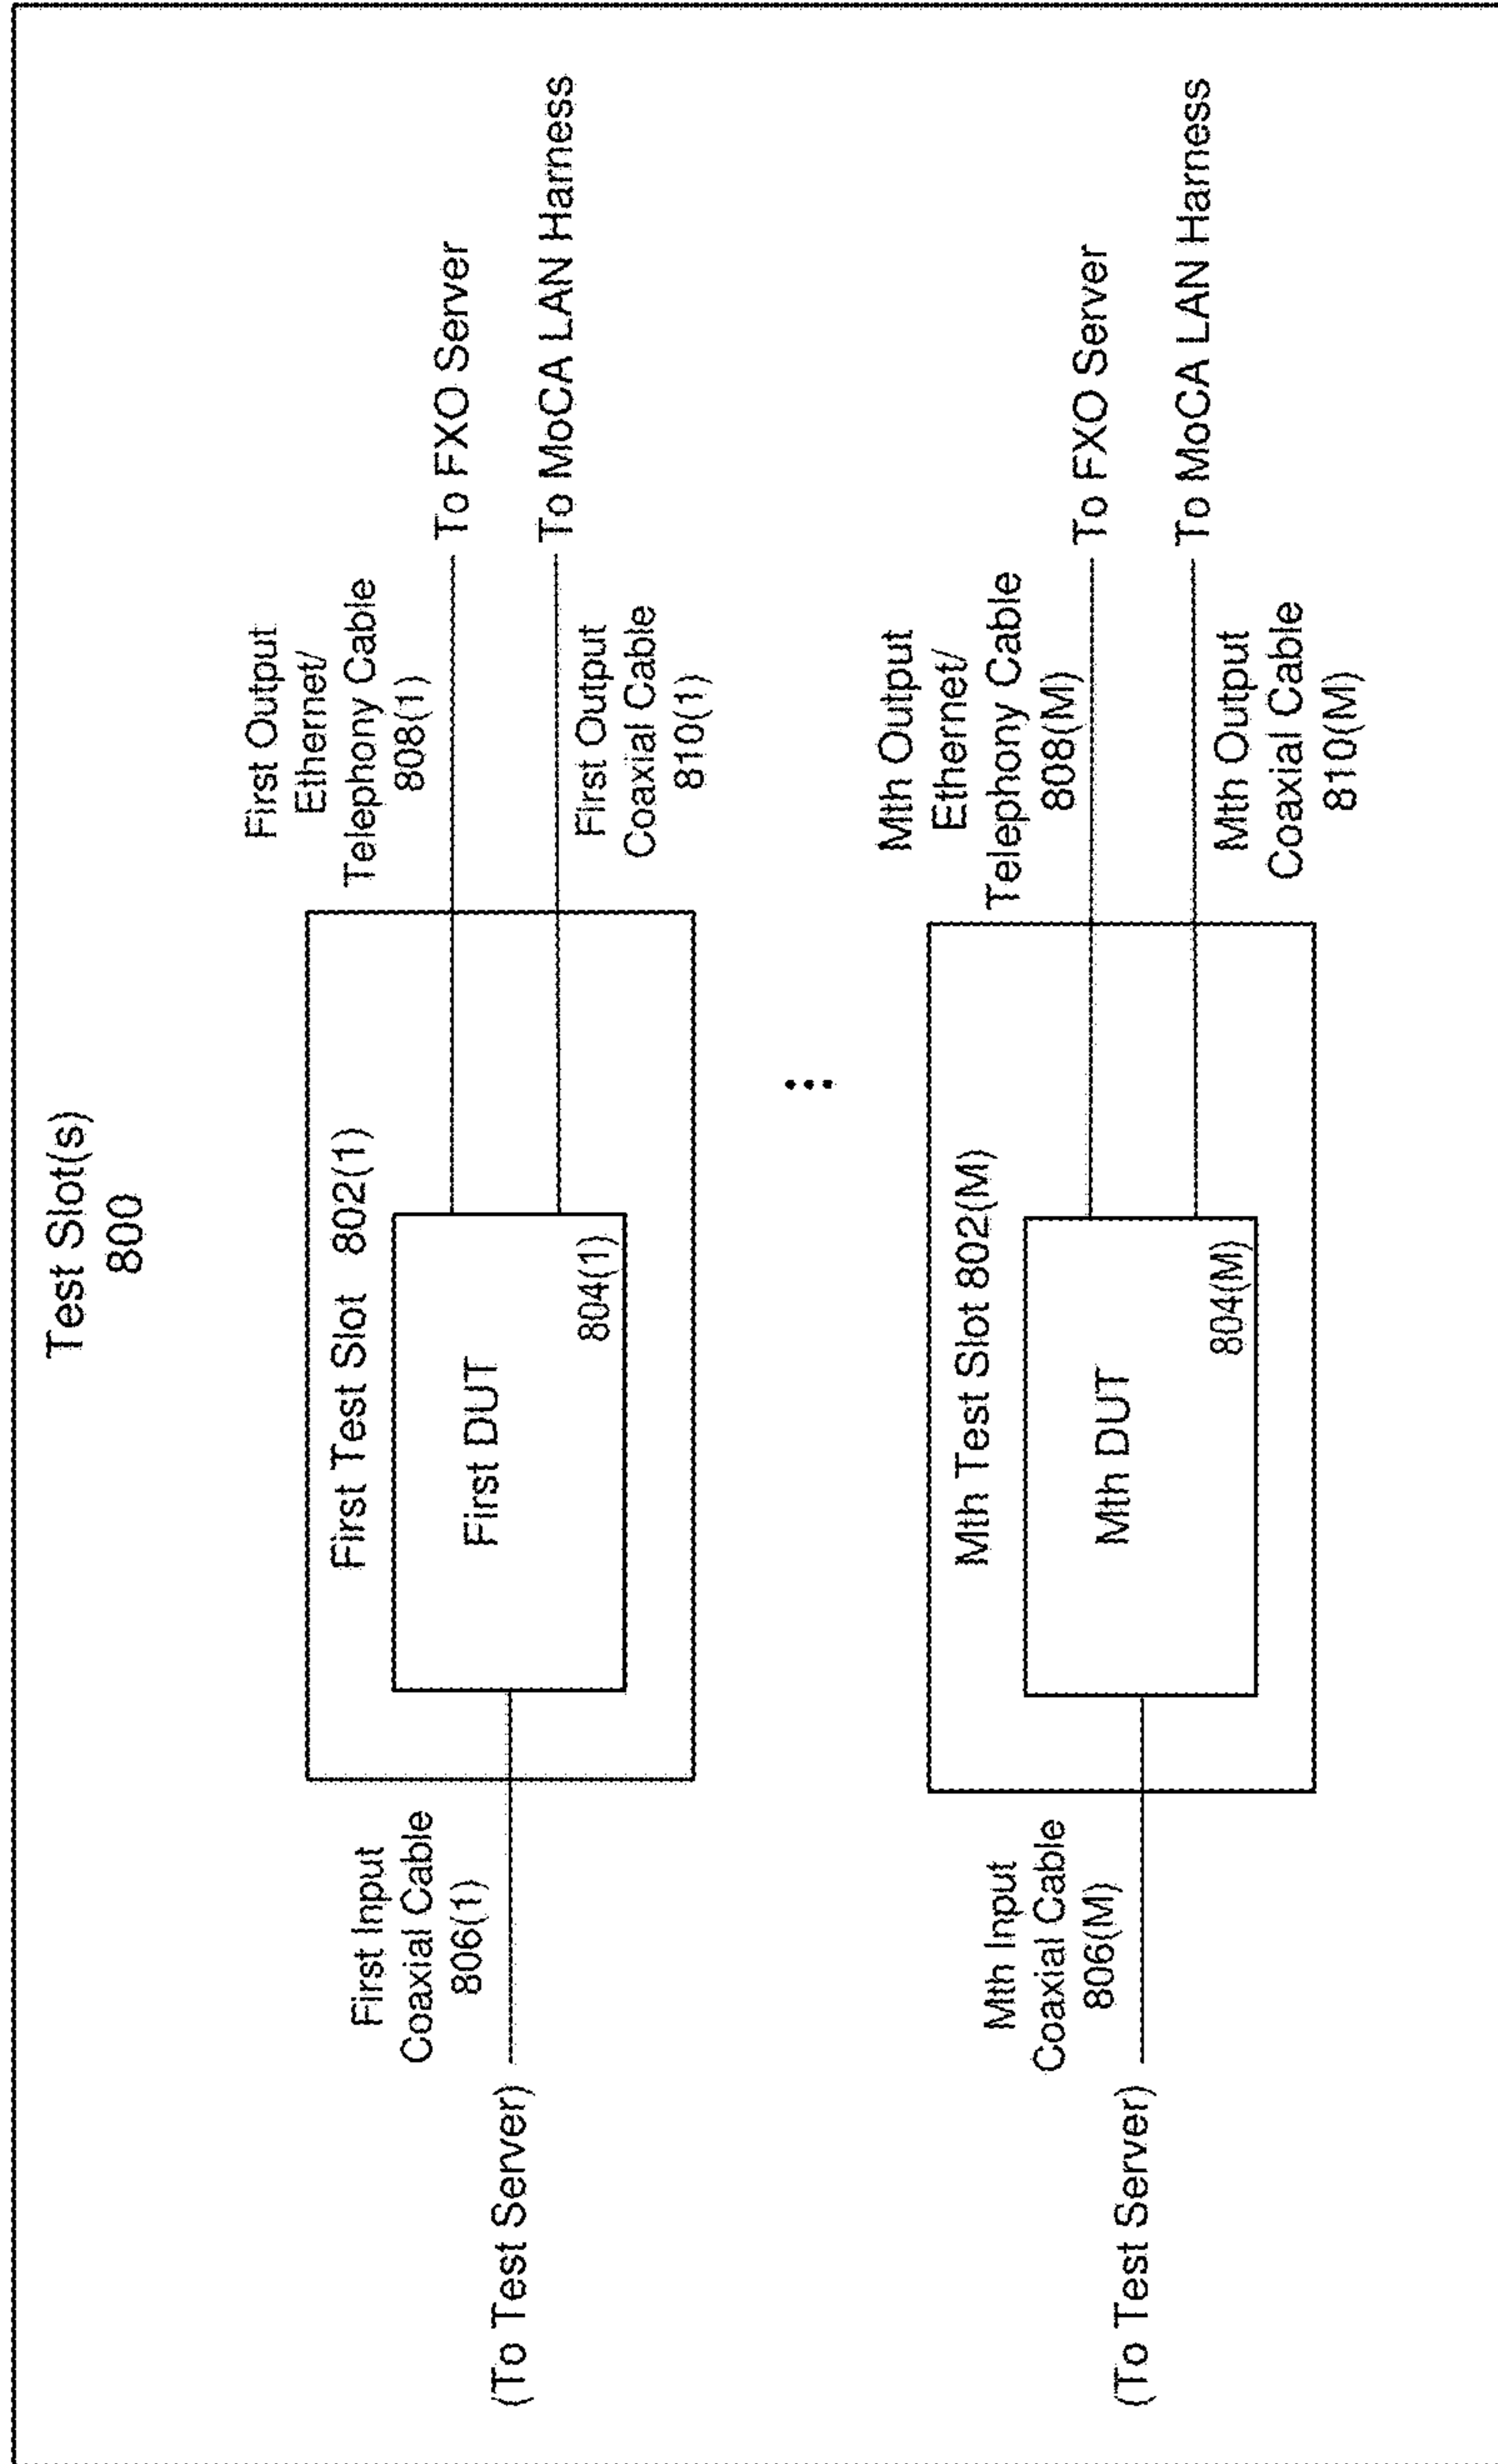 Test Slot(s)
800
First Test Slot 802(1)
First DUT
804(1)
First Input
Coaxial Cable
806(1)
(To Test Server)
First Output
Ethernet/
Telephony Cable
808(1)
To FXO Server
First Output
Coaxial Cable
810(1)
To MoCA LAN Harness
Mth Test Slot 802(M)
Mth DUT
804(M)
Mth Input
Coaxial Cable
806(M)
(To Test Server)
Mth Output
Ethernet/
Telephony Cable
808(M)
To FXO Server
Mth Output
Coaxial Cable
810(M)
To MoCA LAN Harness